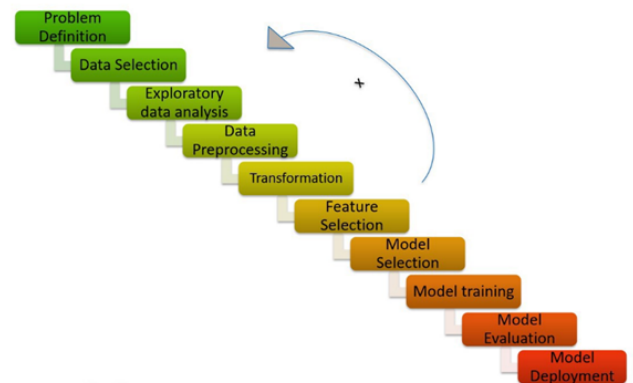 Problem
Definition
Data Selection
Exploratory
data analysis
Data
Preprocessing
Transformation
Feature
Selection
Model
Selection
Model training
Model
Evaluation
Model
Deployment